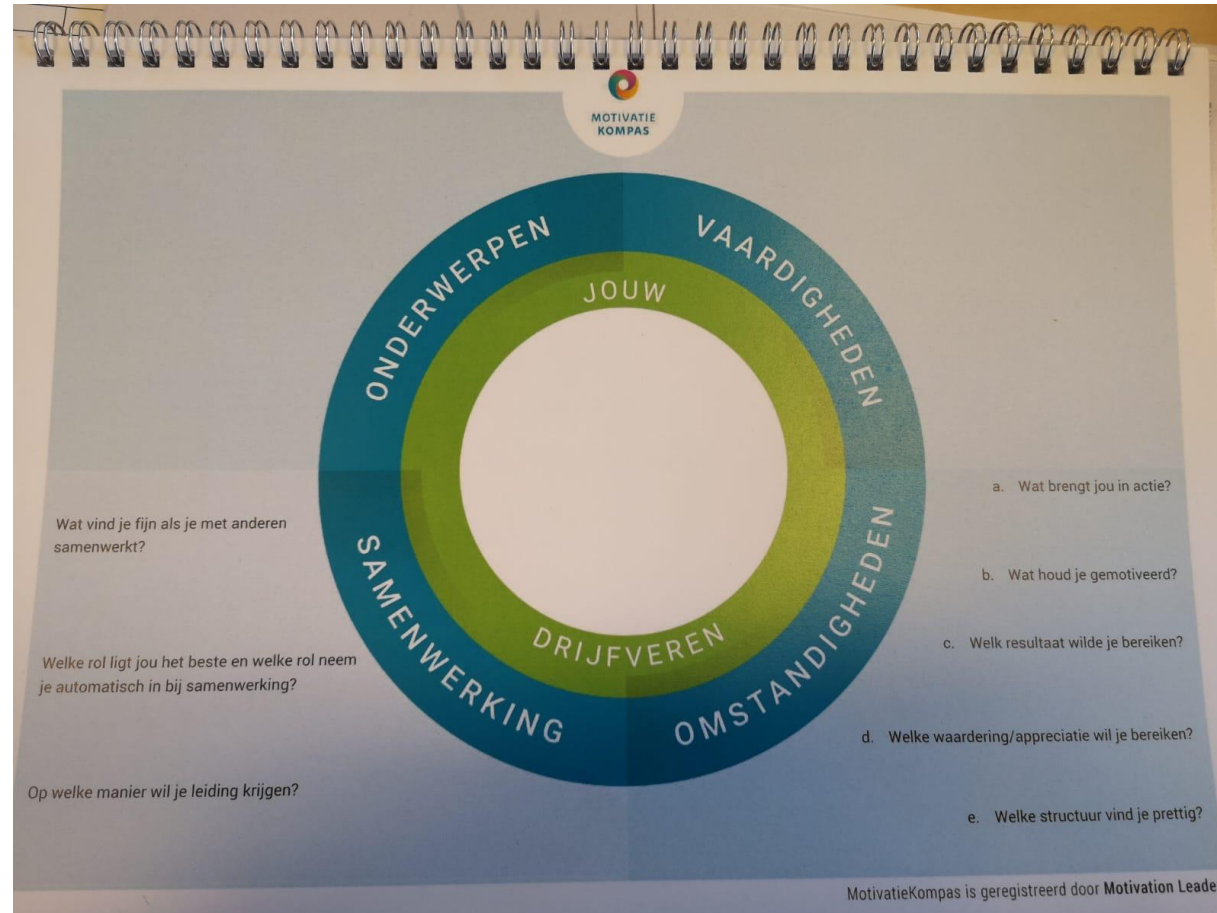 MOTIVATIE
KOMPAS
ONDERWERPEN
VAARDIGHEDEN
JOUW
DRIJFVEREN
SAMENWERKING
OMSTANDIGHEDEN
Wat vind je fijn als je met anderen
samenwerkt?
Welke rol ligt jou het beste en welke rol neem
je automatisch in bij samenwerking?
Op welke manier wil je leiding krijgen?
a. Wat brengt jou in actie?
b. Wat houd je gemotiveerd?
c. Welk resultaat wilde je bereiken?
d. Welke waardering/appreciatie wil je bereiken?
e. Welke structuur vind je prettig?
MotivatieKompas is geregistreerd door Motivation Leade